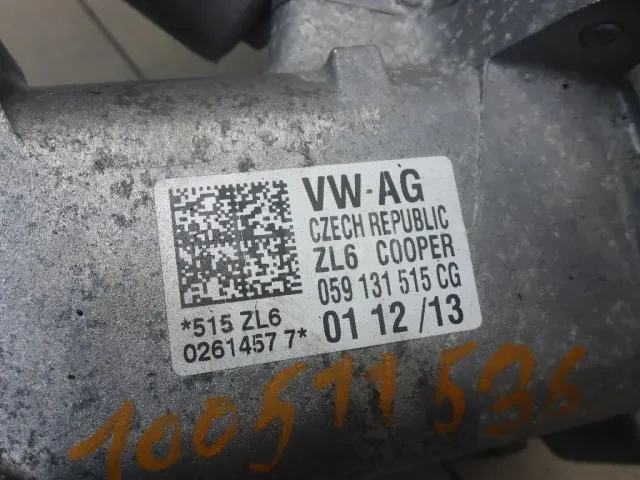 VW AG
CZECH REPUBLIC
ZL6 COOPER
059 131 515 CG
*515 ZL6
0261457 7*
01 12 /13
100511536